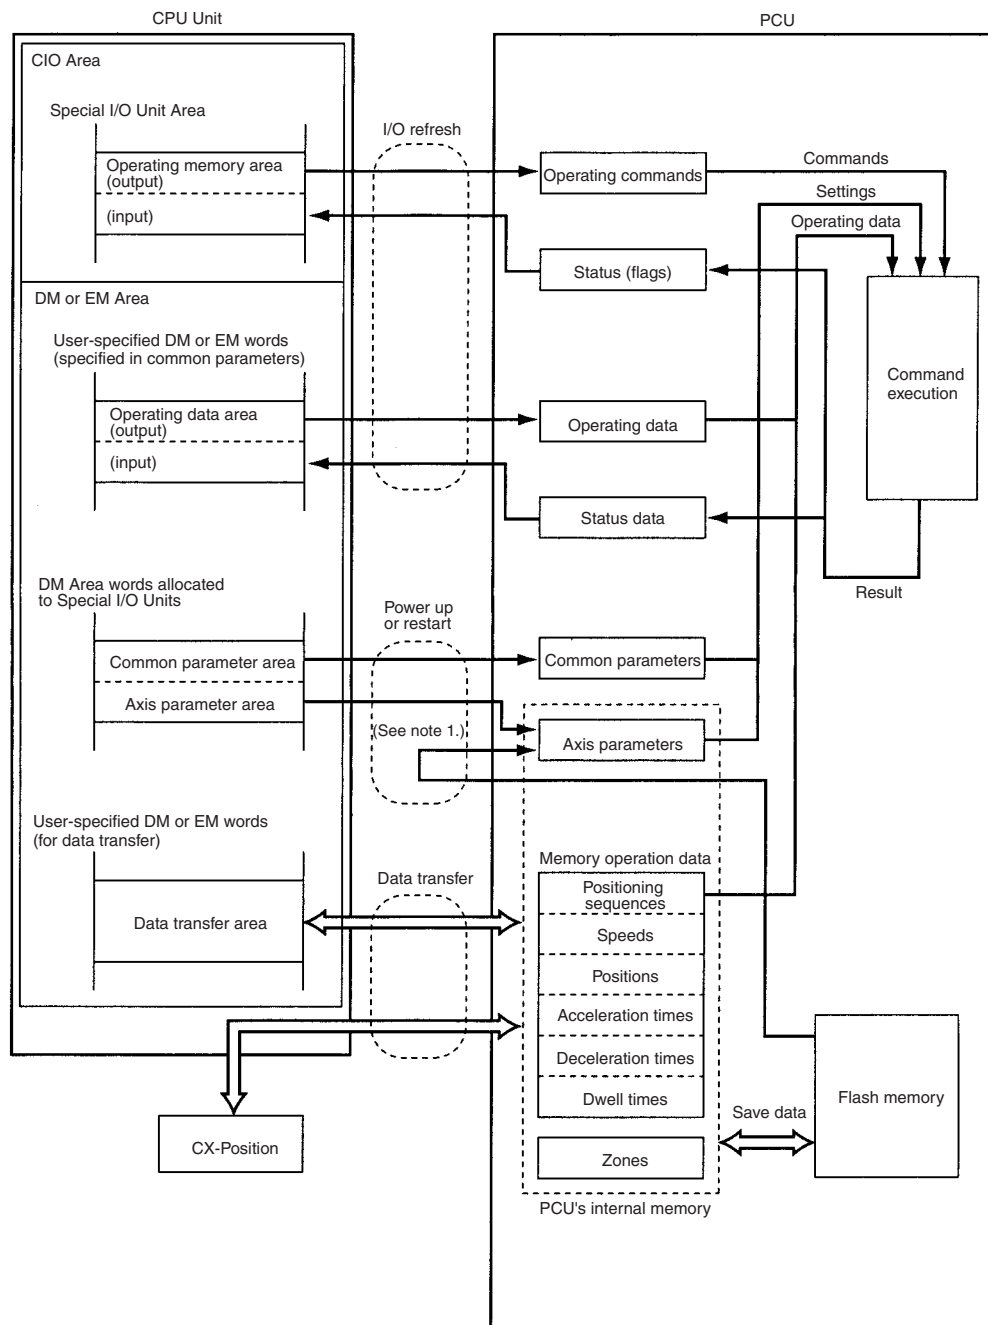 CPU Unit
PCU
CIO Area
Special I/O Unit Area
I/O refresh
Operating memory area
(output)
(input)
Operating commands
Commands
Settings
Operating data
Status (flags)
DM or EM Area
User-specified DM or EM words
(specified in common parameters)
Operating data area
(output)
(input)
Operating data
Command
execution
Status data
Result
DM Area words allocated
to Special I/O Units
Power up
or restart
Common parameter area
Axis parameter area
Common parameters
(See note 1.)
Axis parameters
User-specified DM or EM words
(for data transfer)
Data transfer
Data transfer area
Memory operation data
Positioning
sequences
Speeds
Positions
Acceleration times
Deceleration times
Dwell times
Zones
PCU's internal memory
Save data
Flash memory
CX-Position